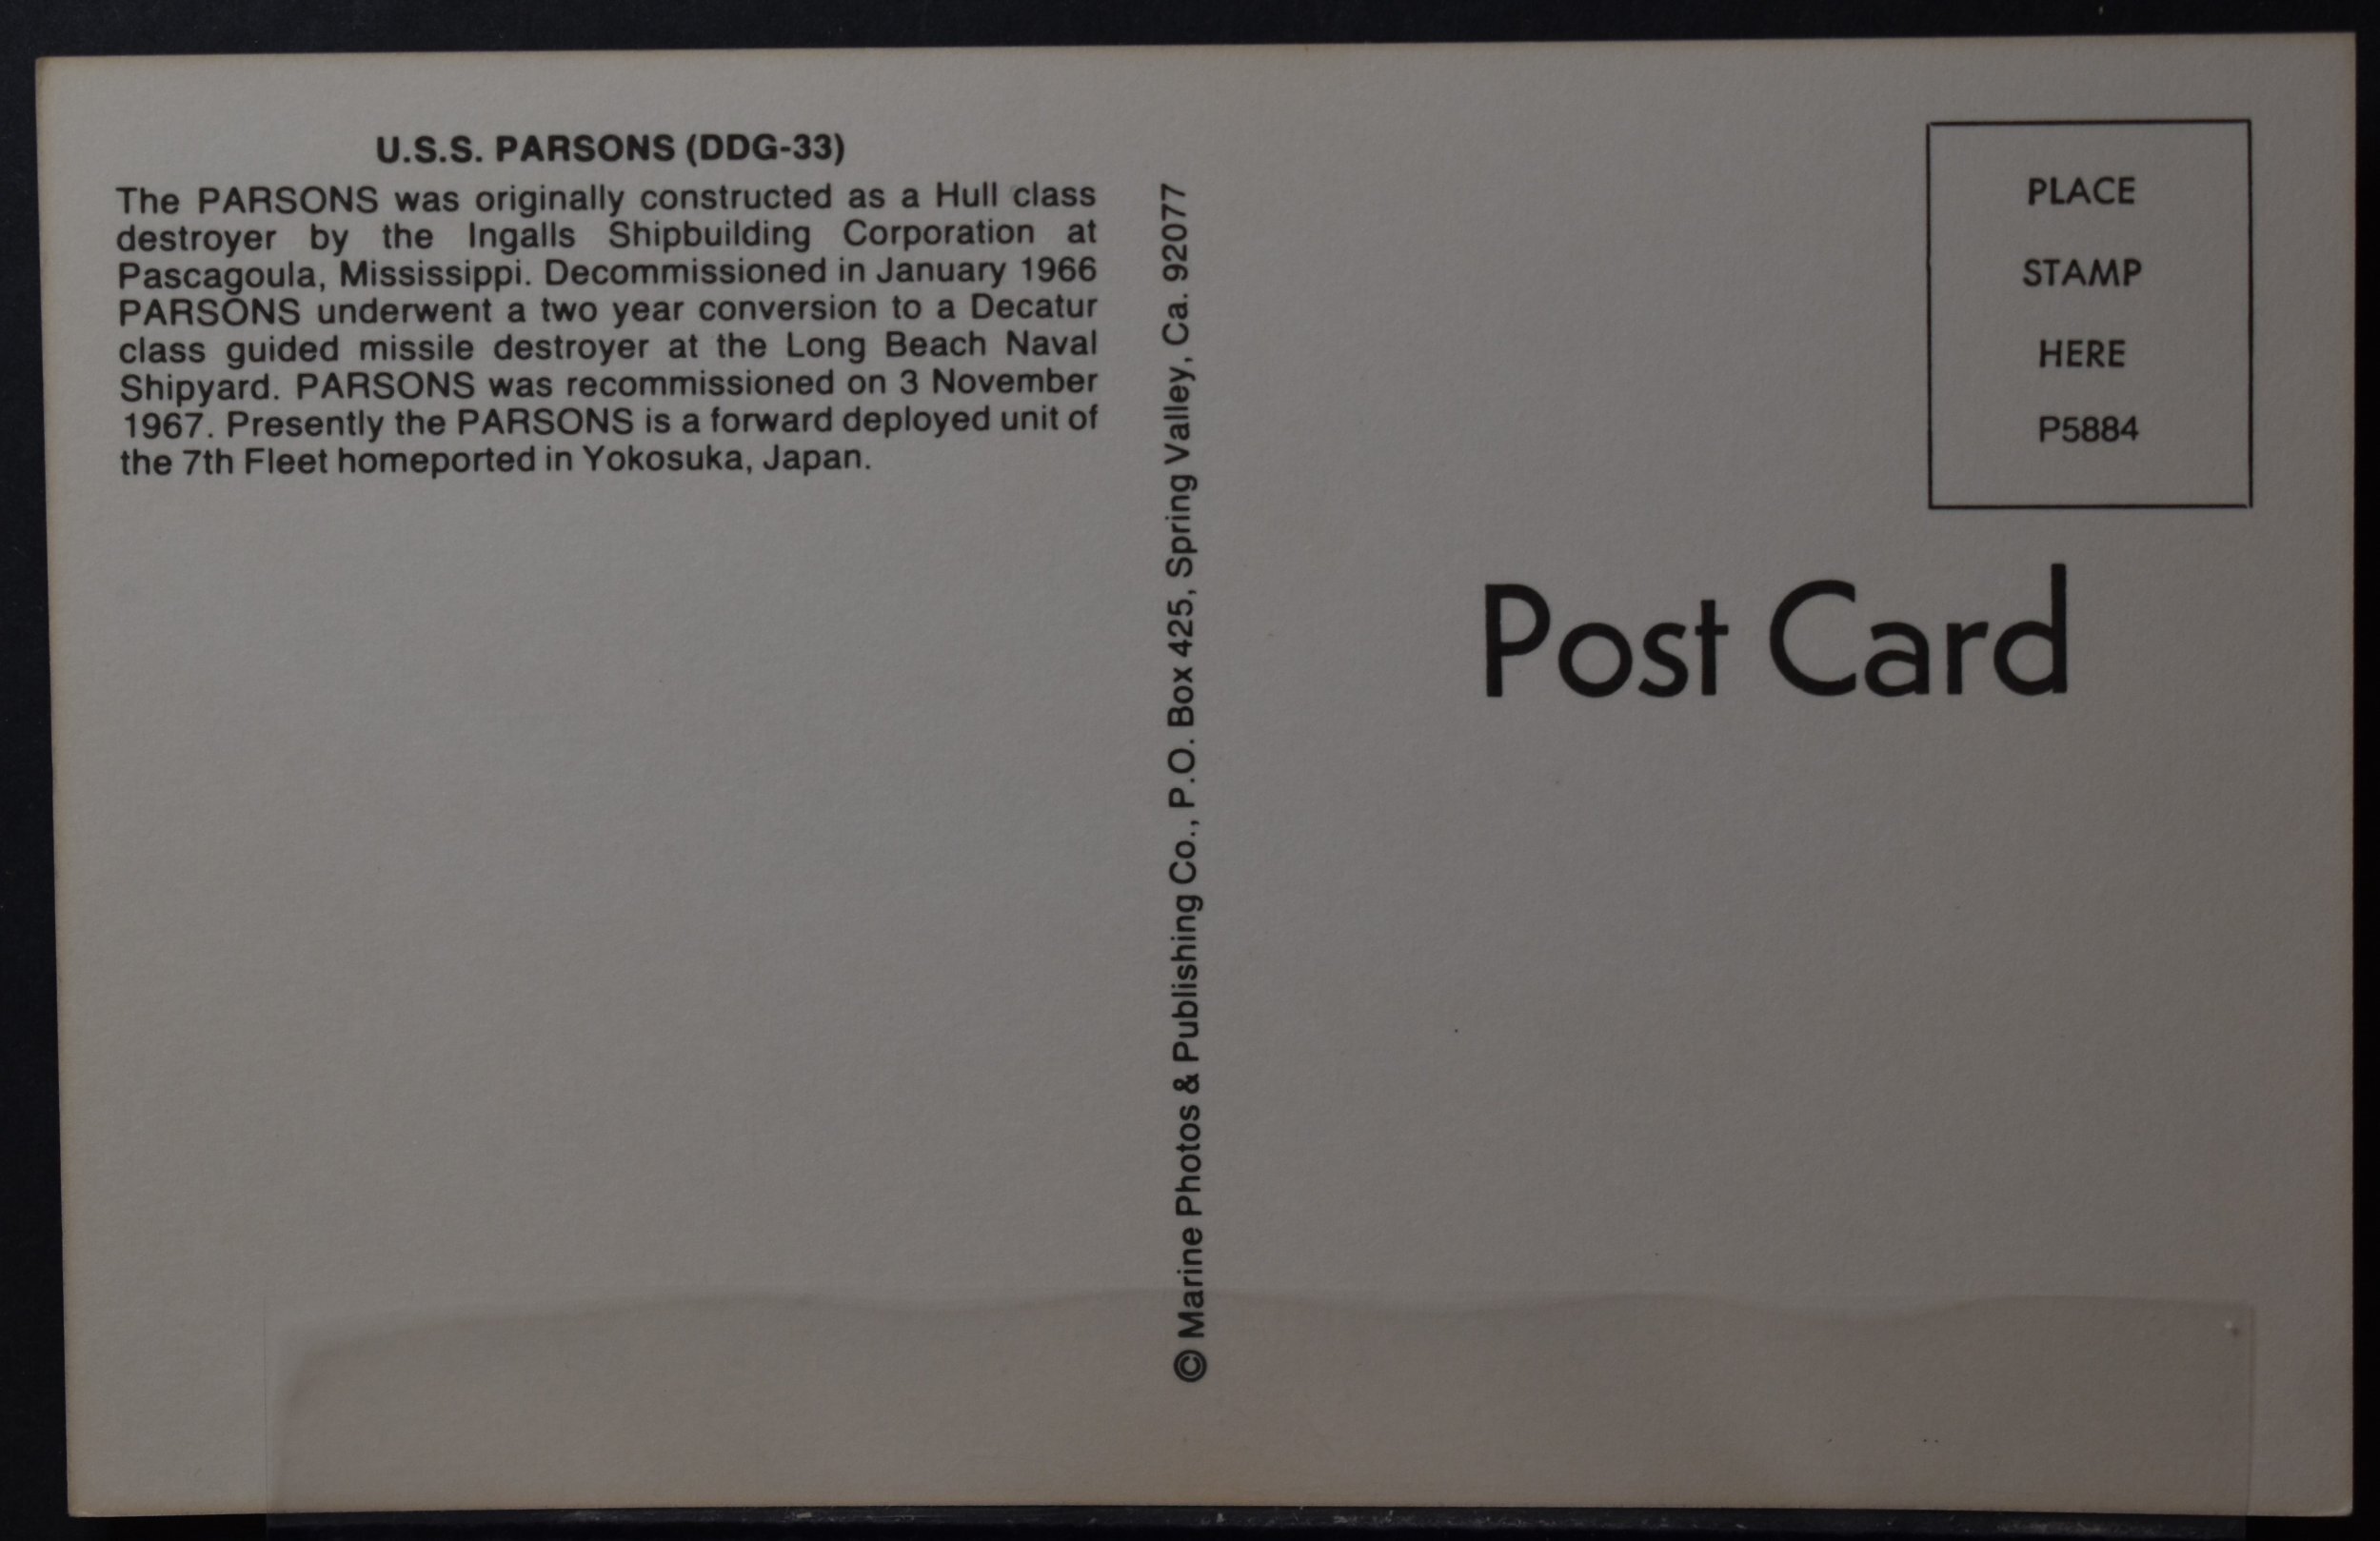 U.S.S. PARSONS (DDG-33)
The PARSONS was originally constructed as a Hull class
destroyer by the Ingalls Shipbuilding Corporation at
Pascagoula, Mississippi. Decommissioned in January 1966
PARSONS underwent a two year conversion to a Decatur
class guided missile destroyer at the Long Beach Naval
Shipyard. PARSONS was recommissioned on 3 November
1967. Presently the PARSONS is a forward deployed unit of
the 7th Fleet homeported in Yokosuka, Japan.
© Marine Photos & Publishing Co., P.O. Box 425, Spring Valley, Ca. 92077
PLACE
STAMP
HERE
P5884
Post Card